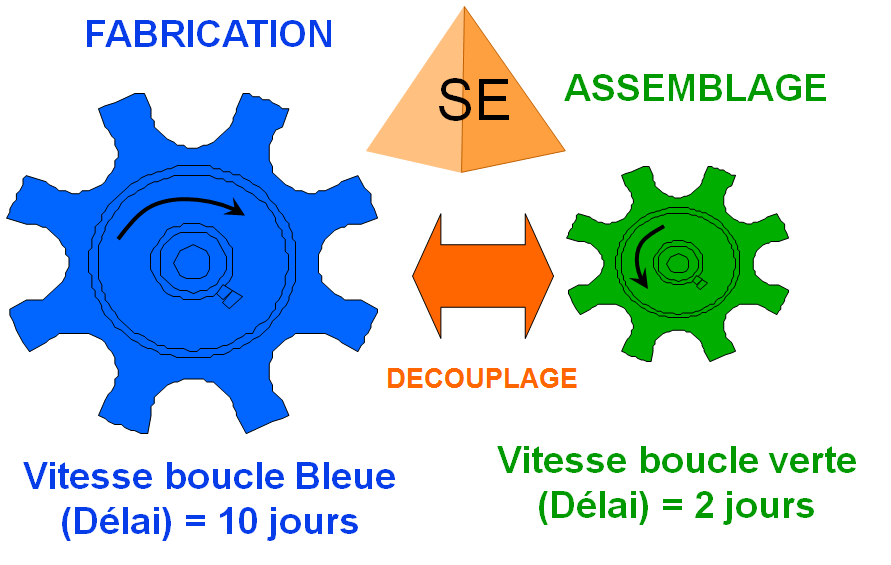 FABRICATION
SE
ASSEMBLAGE
DECOUPLAGE
Vitesse boucle Bleue
(Délai) = 10 jours
Vitesse boucle verte
(Délai) = 2 jours